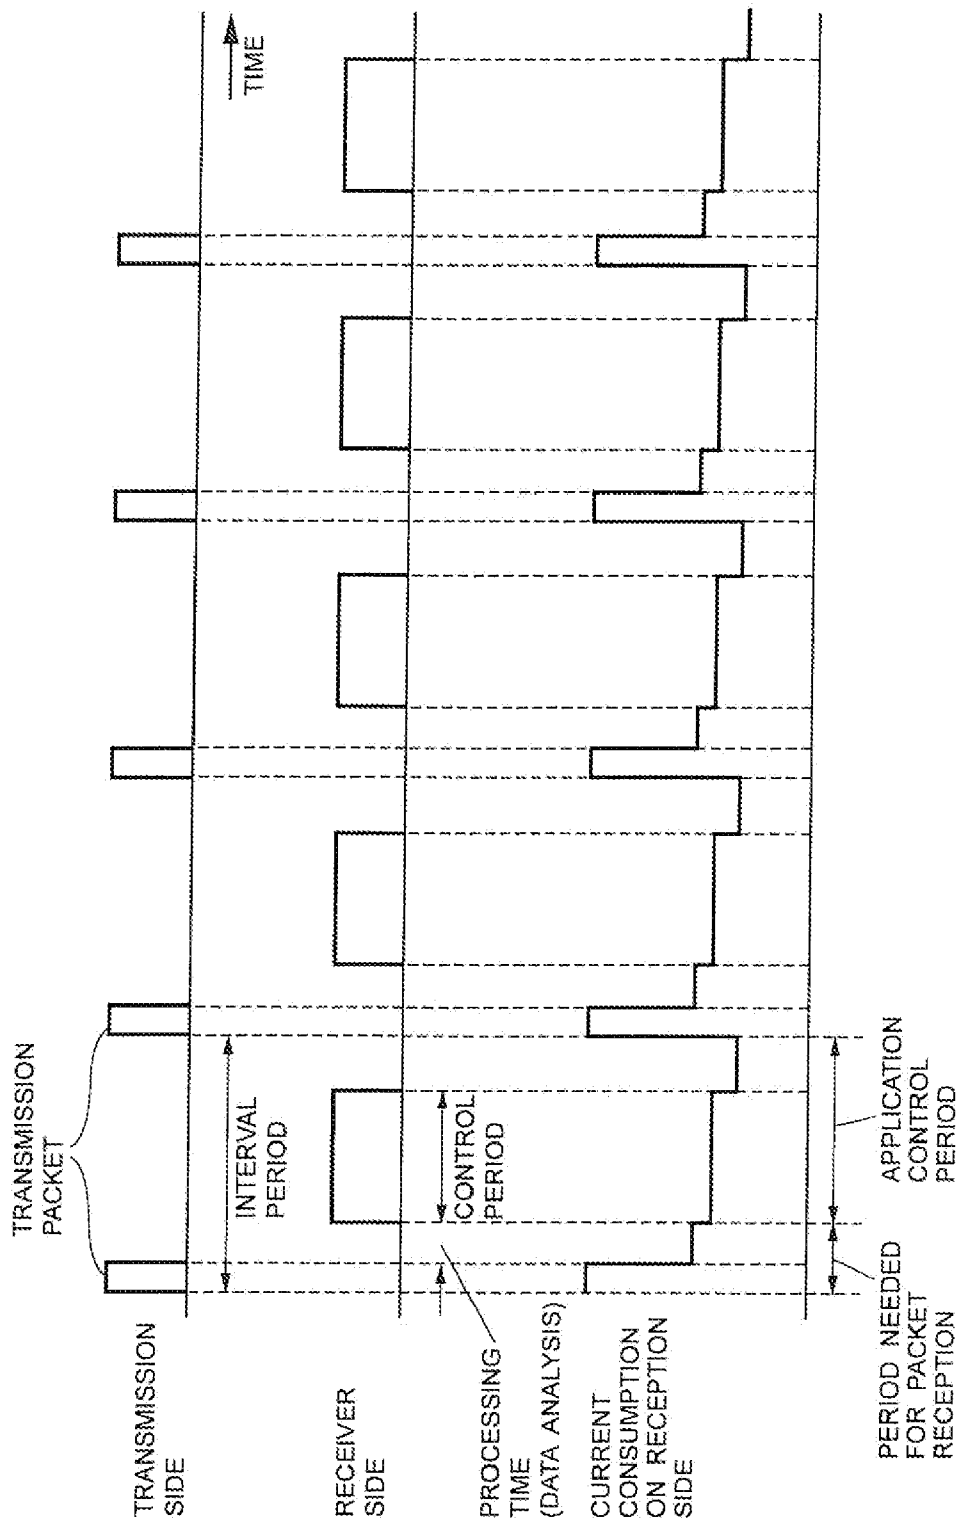 TRANSMISSION
PACKET
TRANSMISSION
SIDE
INTERVAL
PERIOD
TIME
RECEIVER
SIDE
PROCESSING
TIME
(DATA ANALYSIS)
CONTROL
PERIOD
CURRENT
CONSUMPTION
ON RECEPTION
SIDE
PERIOD NEEDED
FOR PACKET
RECEPTION
APPLICATION
CONTROL
PERIOD